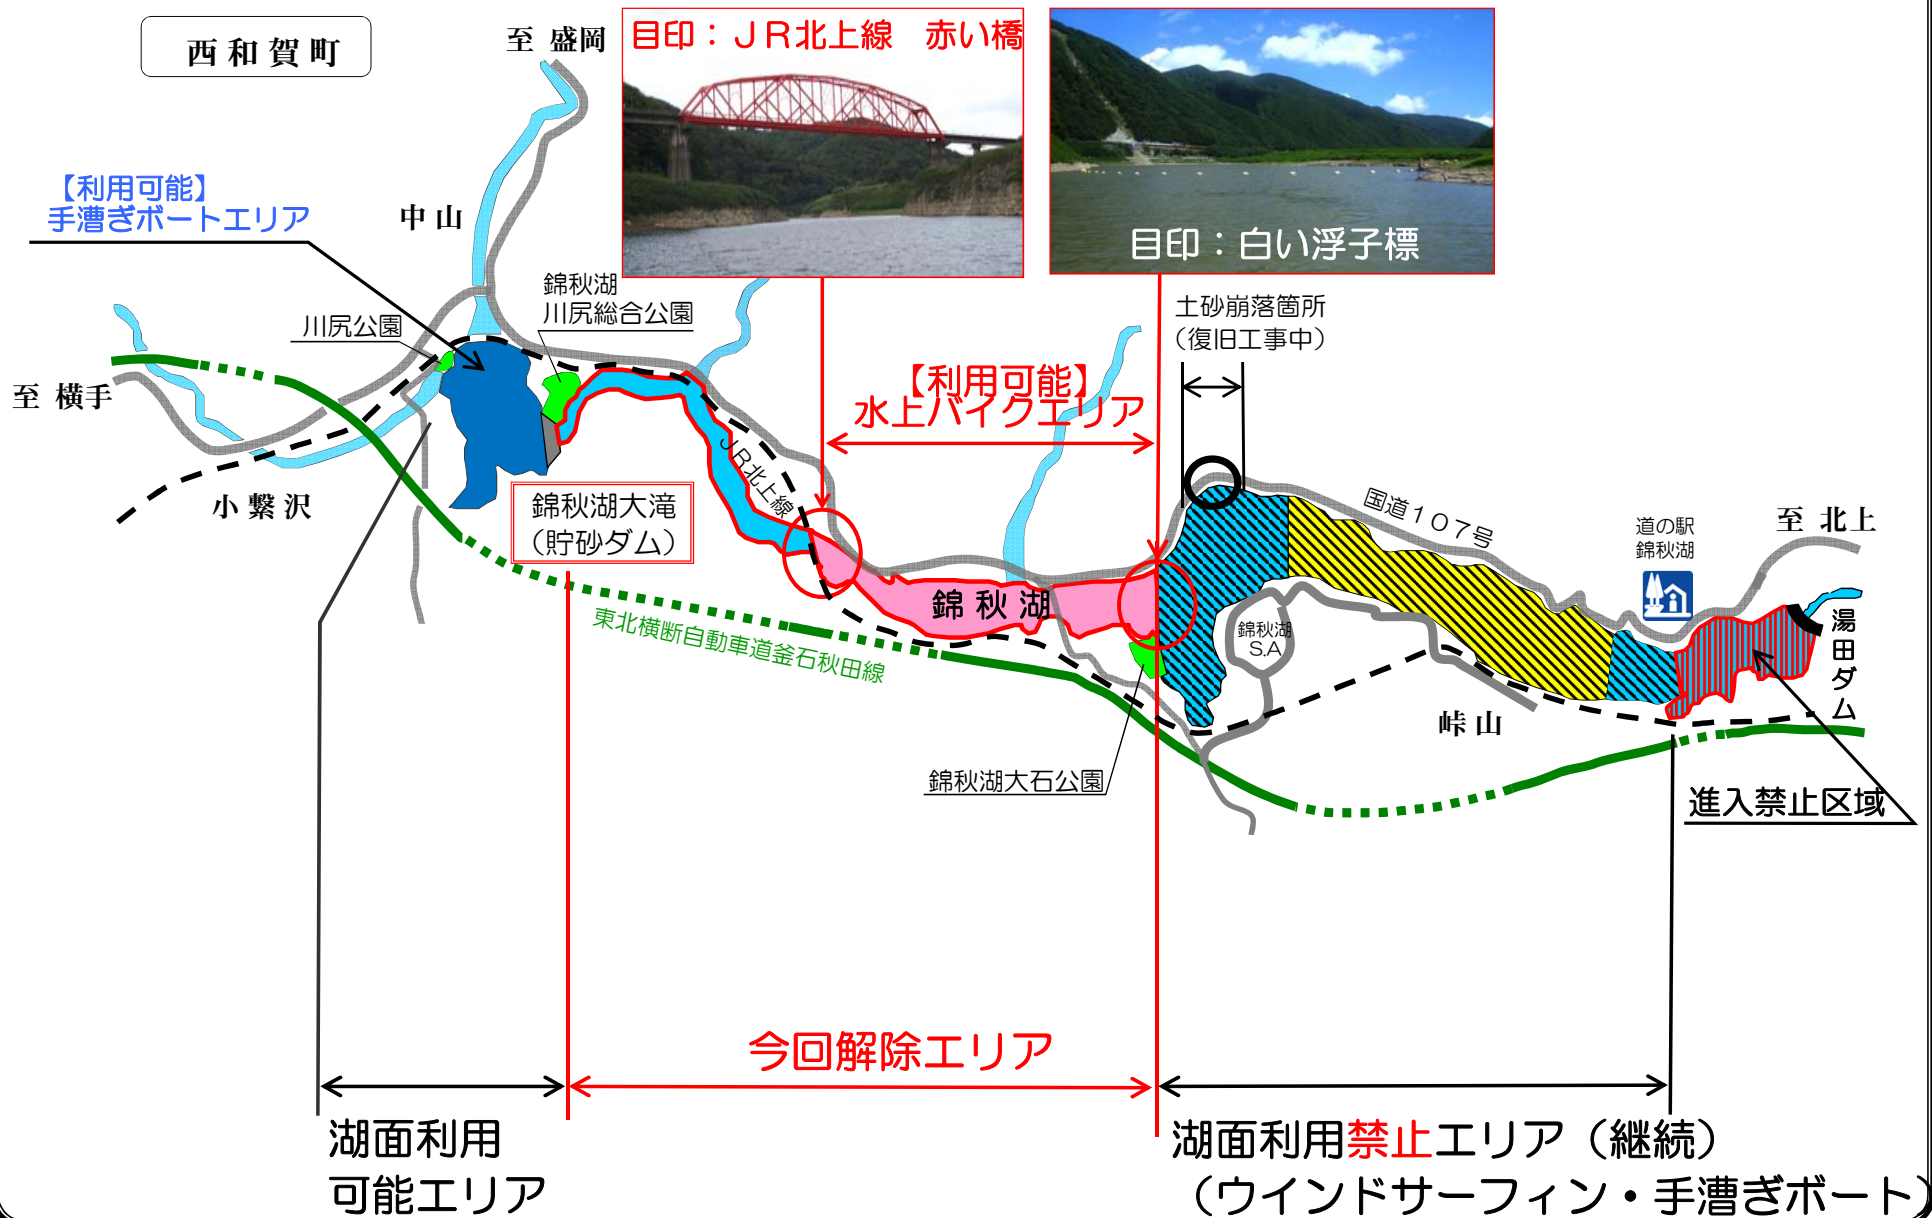 西和賀町
至 盛岡
目印：ＪＲ北上線　赤い橋
目印：白い浮子標
【利用可能】
手漕ぎボートエリア
中山
錦秋湖
川尻総合公園
川尻公園
土砂崩落箇所
（復旧工事中）
【利用可能】
水上バイクエリア
至 横手
小繋沢
ＪＲ北上線
錦秋湖大滝
（貯砂ダム）
国道１０７号
道の駅
錦秋湖
至 北上
錦秋湖
東北横断自動車道釜石秋田線
錦秋湖
S.A
湯田ダム
峠山
錦秋湖大石公園
進入禁止区域
今回解除エリア
湖面利用
可能エリア
湖面利用禁止エリア（継続）
（ウインドサーフィン・手漕ぎボート）